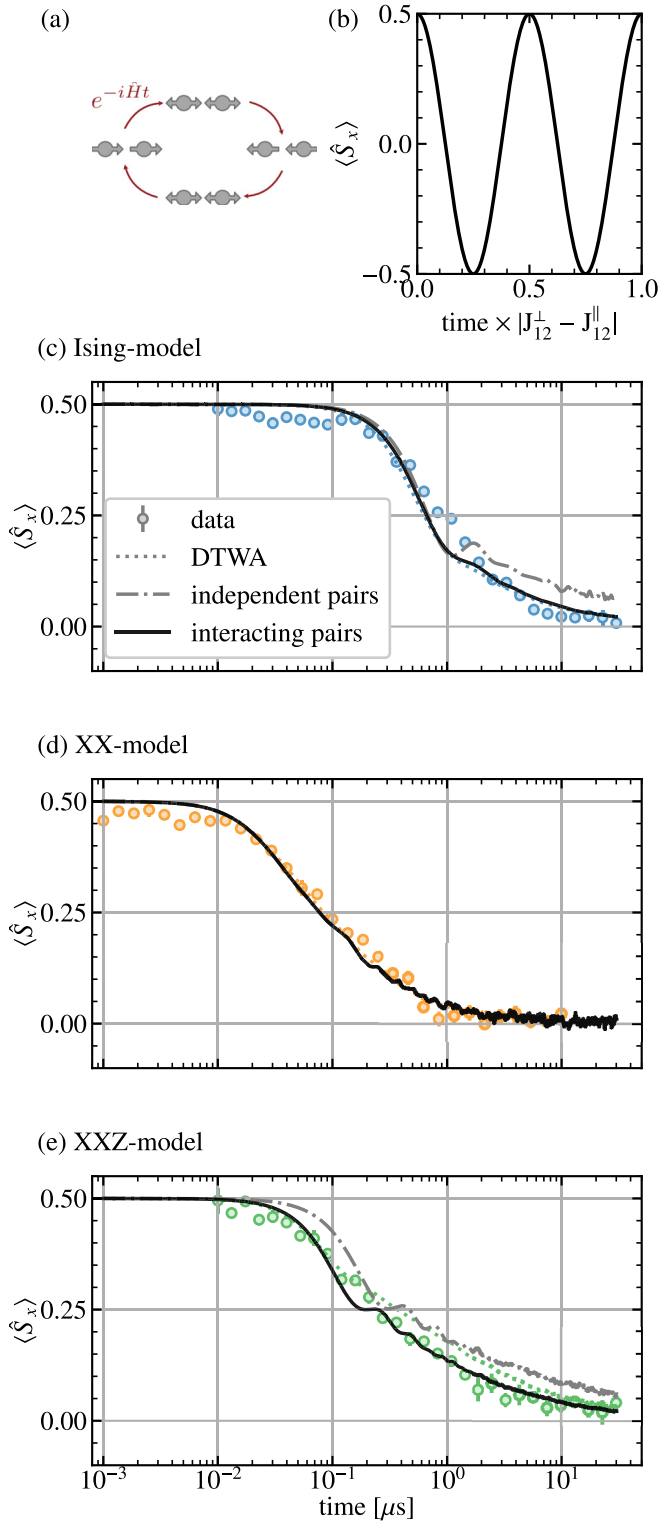 (a)
e^{-iĤt}
(b)
0.5
0.0
−0.5
⟨Ŝ_x⟩
0.0
0.5
1.0
time × |J_{12}^{⊥} − J_{12}^{∥}|
(c) Ising-model
0.50
0.25
0.00
⟨Ŝ_x⟩
data
DTWA
independent pairs
interacting pairs
(d) XX-model
0.50
0.25
0.00
⟨Ŝ_x⟩
(e) XXZ-model
0.50
0.25
0.00
⟨Ŝ_x⟩
10^{−3}
10^{−2}
10^{−1}
10^{0}
10^{1}
time [μs]